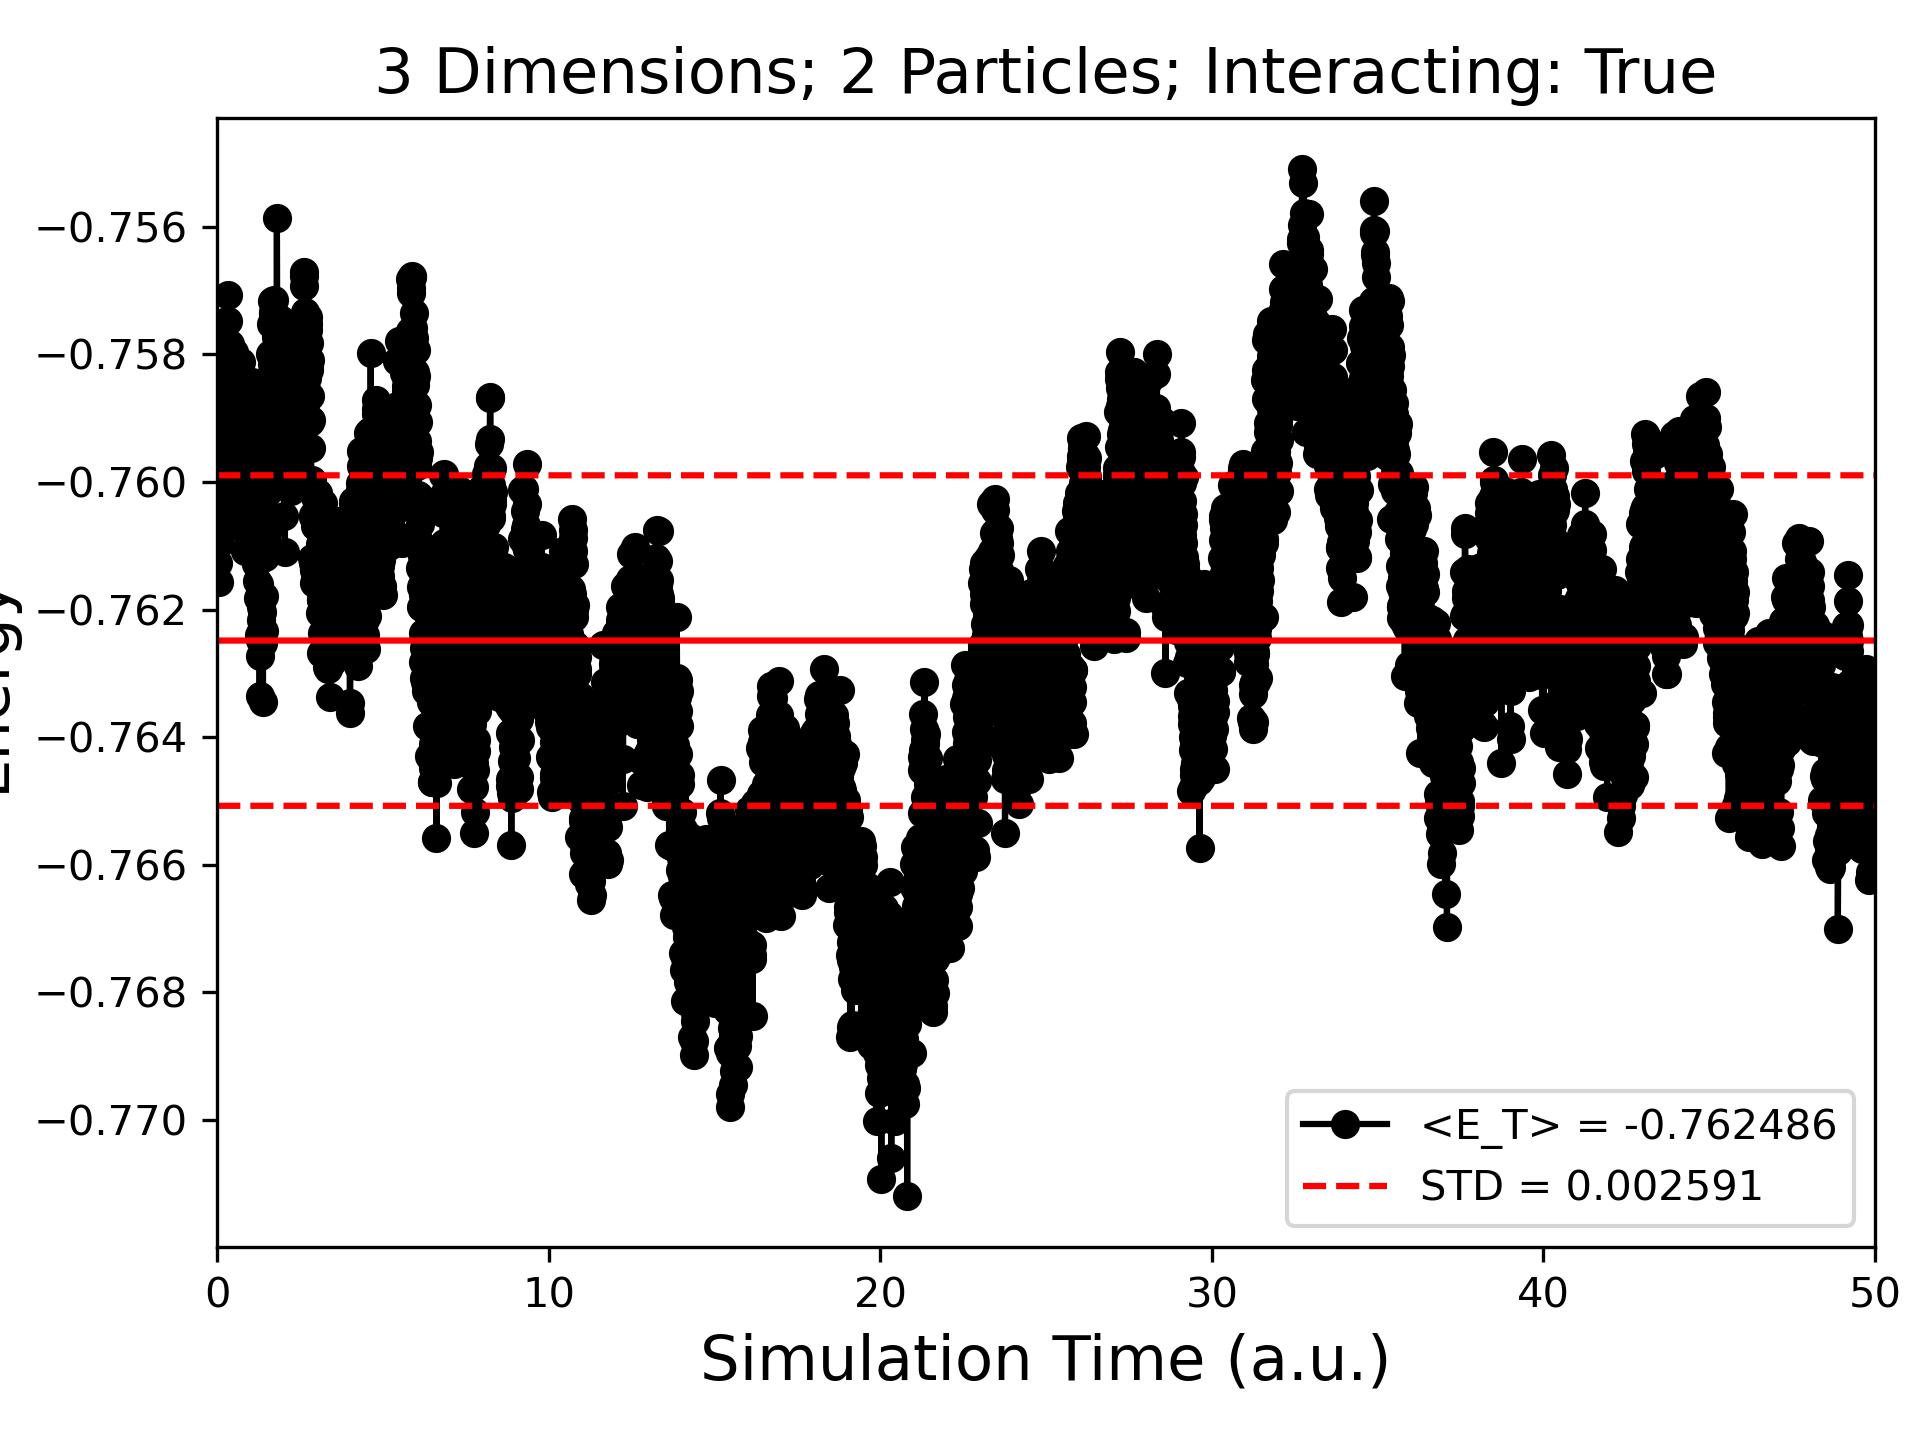 3 Dimensions; 2 Particles; Interacting: True
Energy
−0.756
−0.758
−0.760
−0.762
−0.764
−0.766
−0.768
−0.770
<E_T> = -0.762486
STD = 0.002591
0 10 20 30 40 50
Simulation Time (a.u.)